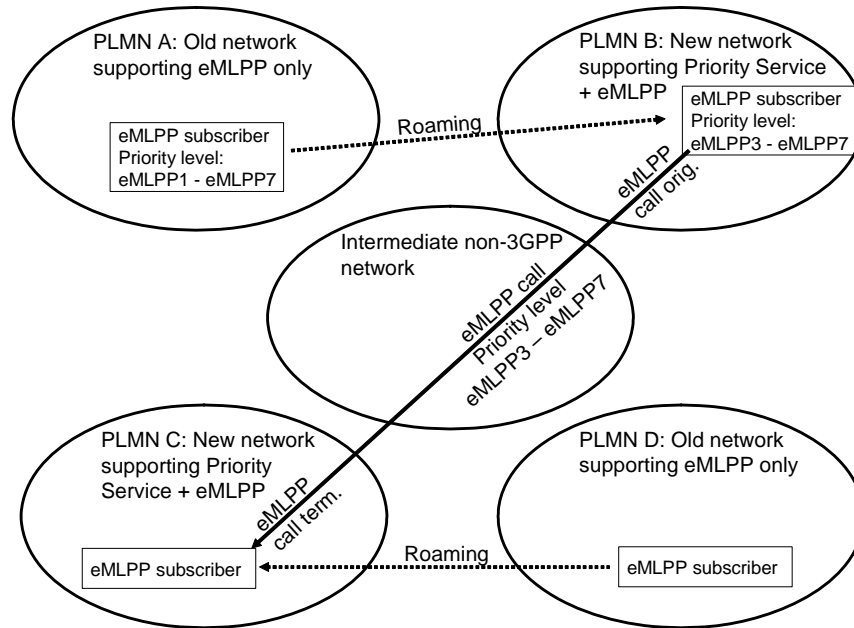 PLMN A: Old network
supporting eMLPP only
eMLPP subscriber
Priority level:
eMLPP1 - eMLPP7
Roaming
PLMN B: New network
supporting Priority Service
+ eMLPP
eMLPP subscriber
Priority level:
eMLPP3 - eMLPP7
eMLPP
call orig.
Intermediate non-3GPP
network
eMLPP call
Priority level
eMLPP3 – eMLPP7
PLMN C: New network
supporting Priority
Service + eMLPP
eMLPP
call term.
eMLPP subscriber
Roaming
PLMN D: Old network
supporting eMLPP only
eMLPP subscriber